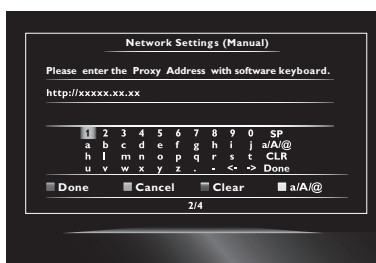 Network Settings (Manual)
Please enter the Proxy Address with software keyboard.
http://xxxxx.xx.xx
1 2 3 4 5 6 7 8 9 0 SP
a b c d e f g h i j a/A/@
h l m n o p q r s t CLR
u v w x y z . - <- -> Done
Done Cancel Clear a/A/@
2/4